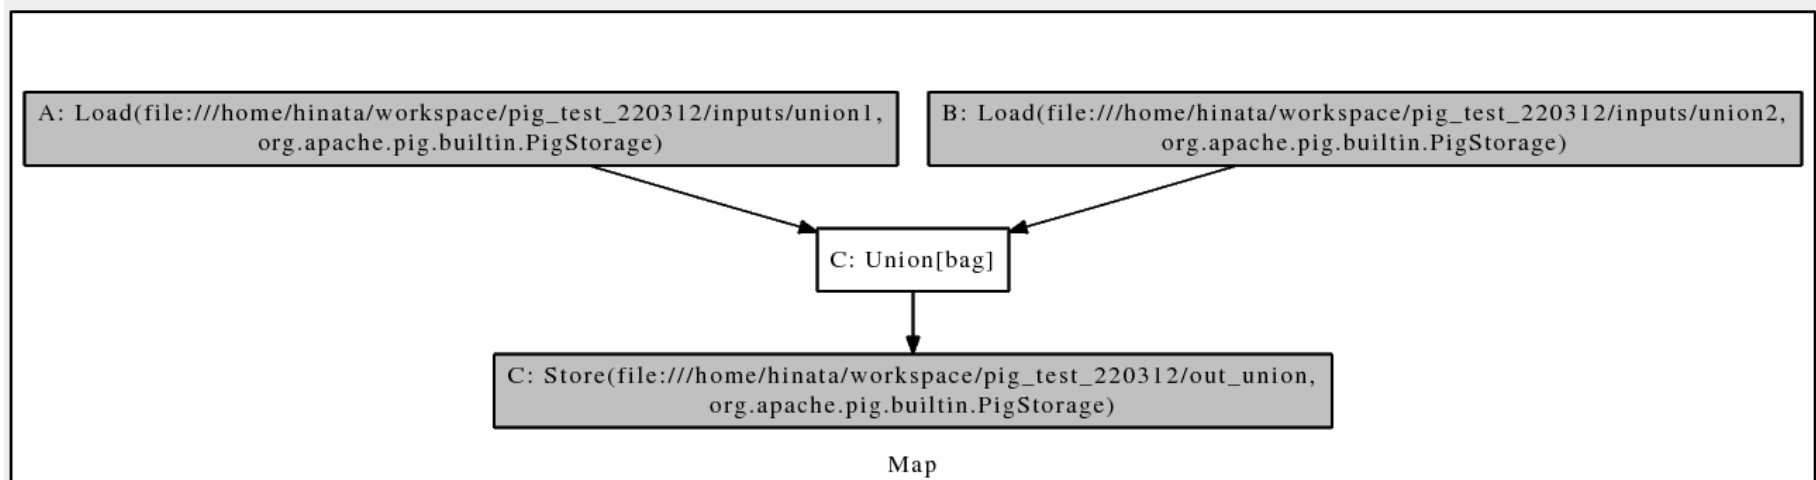 A: Load(file:///home/hinata/workspace/pig_test_220312/inputs/union1,
org.apache.pig.builtin.PigStorage)
B: Load(file:///home/hinata/workspace/pig_test_220312/inputs/union2,
org.apache.pig.builtin.PigStorage)
C: Union[bag]
C: Store(file:///home/hinata/workspace/pig_test_220312/out_union,
org.apache.pig.builtin.PigStorage)
Map